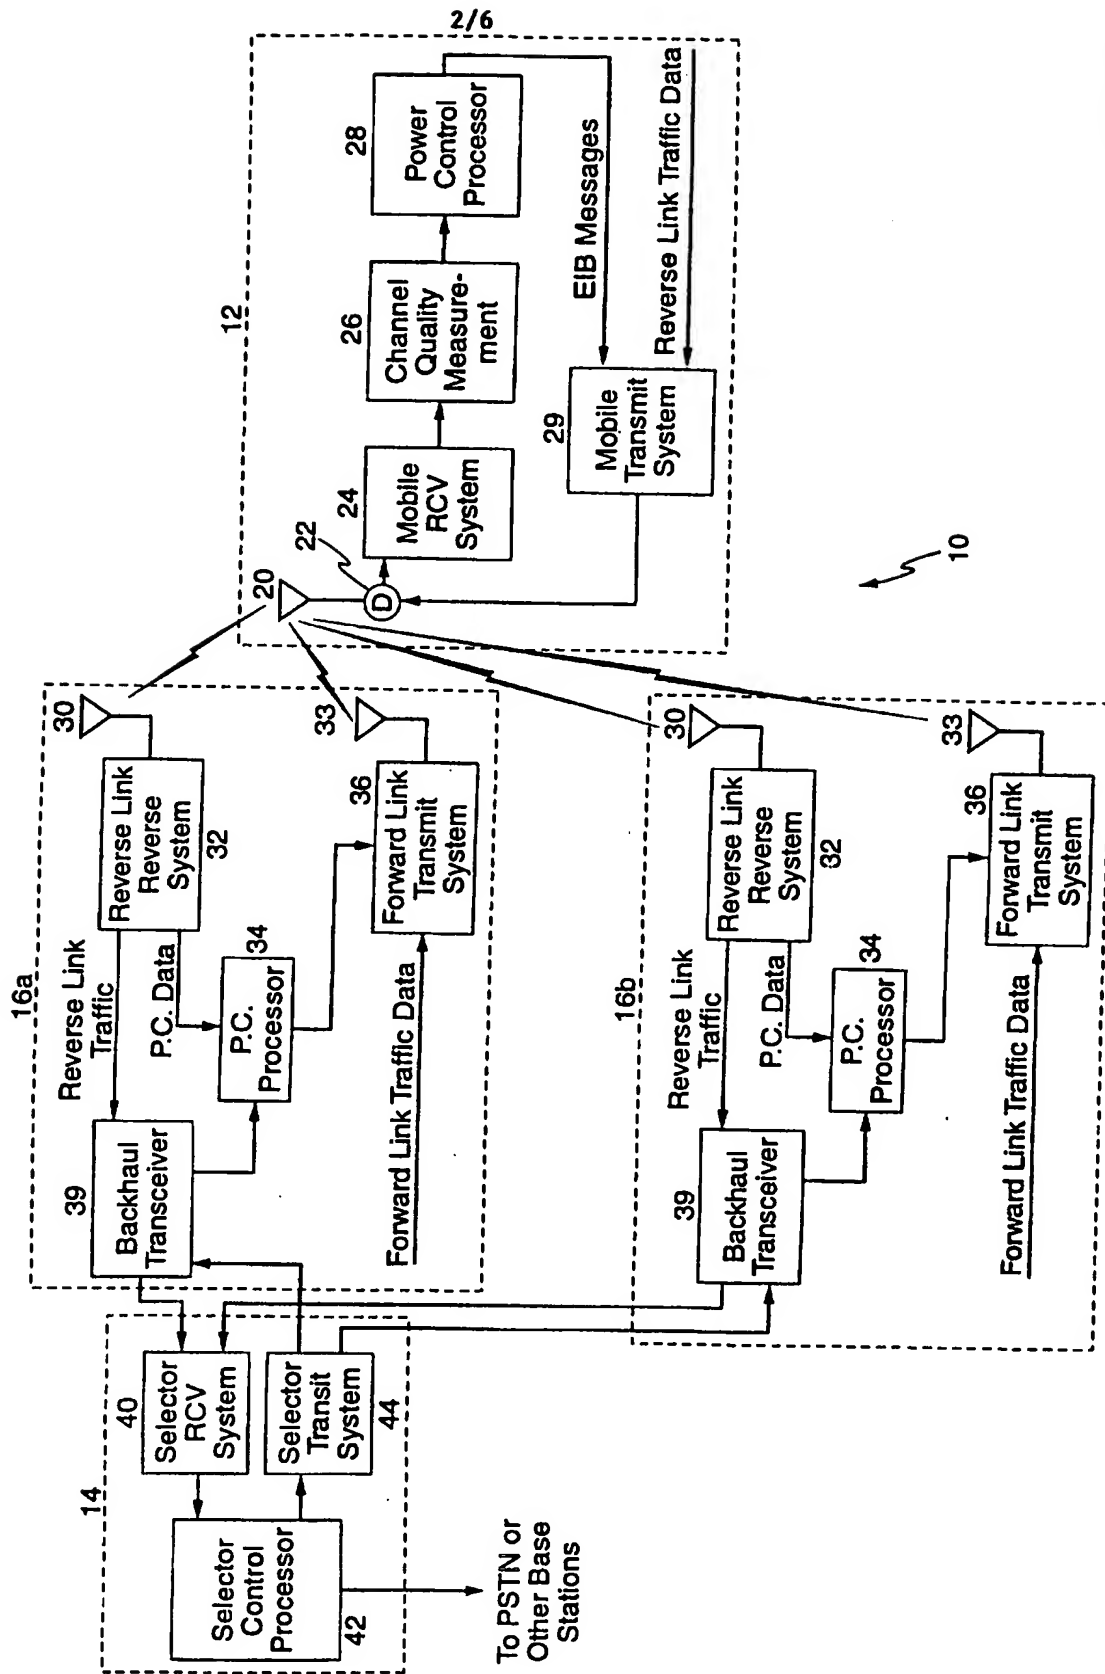 2/6
14
Selector
Control
Processor
42
To PSTN or
Other Base
Stations
40
Selector
RCV
System
Selector
Transit
System
44
16a
39
Backhaul
Transceiver
Reverse Link
Traffic
P.C. Data
Reverse Link
Reverse
System
32
30
P.C.
Processor
34
33
36
Forward Link
Transmit
System
Forward Link Traffic Data
16b
39
Backhaul
Transceiver
Reverse Link
Traffic
P.C. Data
Reverse Link
Reverse
System
32
30
P.C.
Processor
34
33
36
Forward Link
Transmit
System
Forward Link Traffic Data
12
20
22
D
24
Mobile
RCV
System
26
Channel
Quality
Measure-
ment
28
Power
Control
Processor
EIB Messages
Reverse Link Traffic Data
29
Mobile
Transmit
System
10